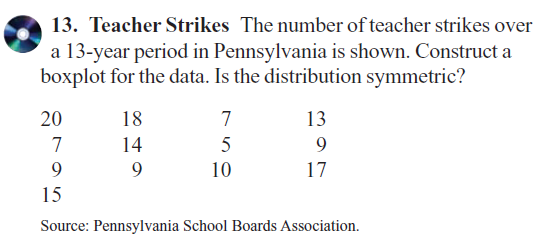 13. Teacher Strikes The number of teacher strikes over
a 13-year period in Pennsylvania is shown. Construct a
boxplot for the data. Is the distribution symmetric?
20 18 7 13
7 14 5 9
9 9 10 17
15
Source: Pennsylvania School Boards Association.